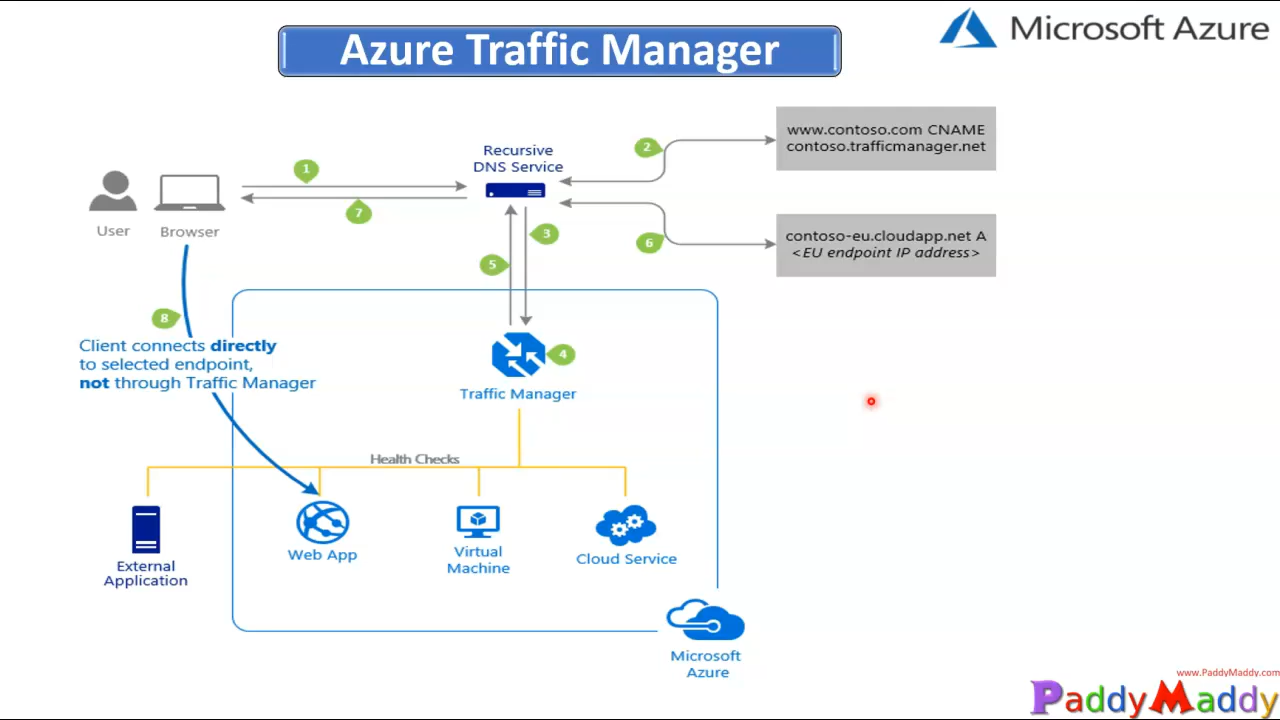 Azure Traffic Manager
Microsoft Azure
Recursive
DNS Service
www.contoso.com CNAME
contoso.trafficmanager.net
contoso-eu.cloudapp.net A
<EU endpoint IP address>
1
2
3
4
5
6
7
8
User
Browser
Client connects directly
to selected endpoint,
not through Traffic Manager
Traffic Manager
Health Checks
External
Application
Web App
Virtual
Machine
Cloud Service
Microsoft
Azure
www.PaddyMaddy.com
PaddyMaddy